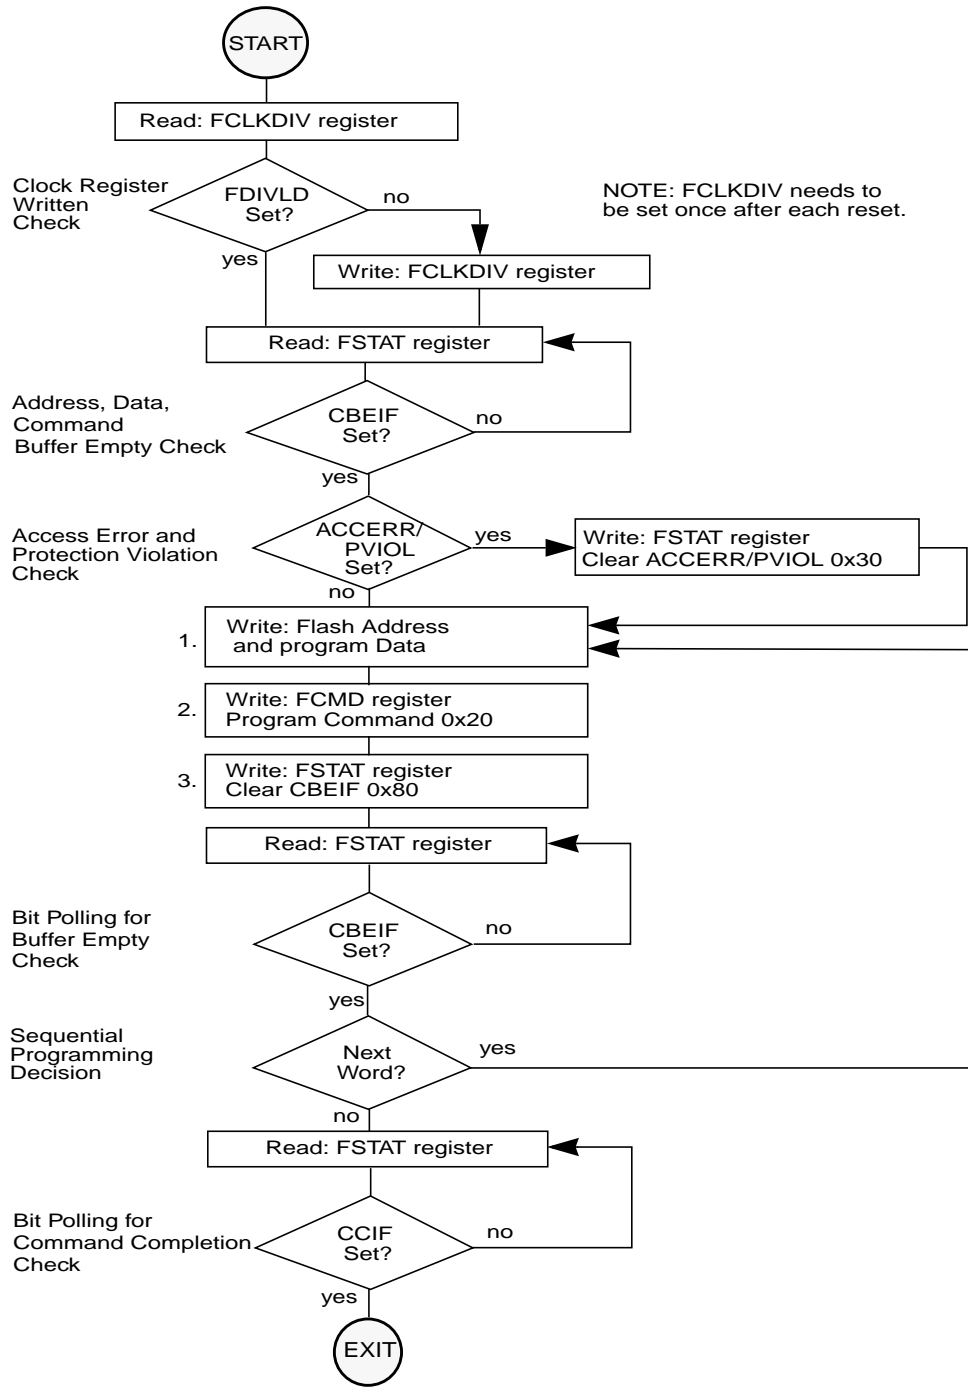 START
Read: FCLKDIV register
Clock Register
Written
Check
FDIVLD
Set?
no
yes
NOTE: FCLKDIV needs to
be set once after each reset.
Write: FCLKDIV register
Read: FSTAT register
Address, Data,
Command
Buffer Empty Check
CBEIF
Set?
no
yes
Access Error and
Protection Violation
Check
ACCERR/
PVIOL
Set?
yes
no
Write: FSTAT register
Clear ACCERR/PVIOL 0x30
1.
Write: Flash Address
and program Data
2.
Write: FCMD register
Program Command 0x20
3.
Write: FSTAT register
Clear CBEIF 0x80
Read: FSTAT register
Bit Polling for
Buffer Empty
Check
CBEIF
Set?
no
yes
Sequential
Programming
Decision
Next
Word?
yes
no
Read: FSTAT register
Bit Polling for
Command Completion
Check
CCIF
Set?
no
yes
EXIT